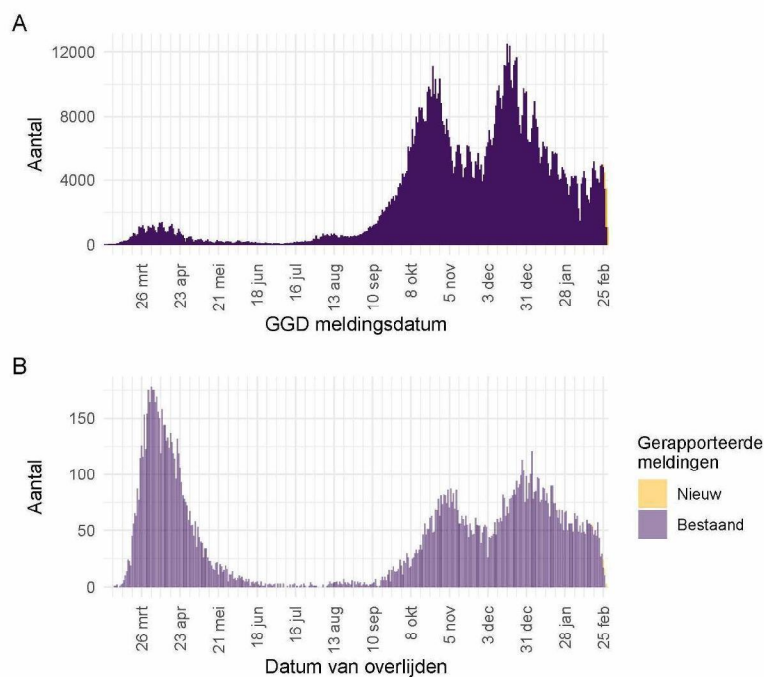 A
12000
8000
4000
0
Aantal
26 mrt
23 apr
21 mei
18 jun
16 jul
13 aug
10 sep
8 okt
5 nov
3 dec
31 dec
28 jan
25 feb
GGD meldingsdatum
B
150
100
50
0
Aantal
26 mrt
23 apr
21 mei
18 jun
16 jul
13 aug
10 sep
8 okt
5 nov
3 dec
31 dec
28 jan
25 feb
Datum van overlijden
Gerapporteerde
meldingen
Nieuw
Bestaand